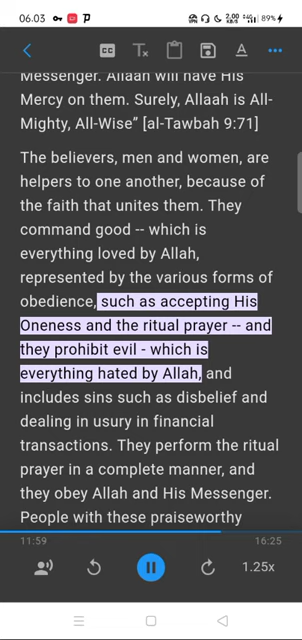 06.03
2,00 KB/S
4G
89%
CC
T
A
Messenger. Allaah will have His
Mercy on them. Surely, Allaah is All-
Mighty, All-Wise” [al-Tawbah 9:71]
The believers, men and women, are
helpers to one another, because of
the faith that unites them. They
command good -- which is
everything loved by Allah,
represented by the various forms of
obedience, such as accepting His
Oneness and the ritual prayer -- and
they prohibit evil - which is
everything hated by Allah, and
includes sins such as disbelief and
dealing in usury in financial
transactions. They perform the ritual
prayer in a complete manner, and
they obey Allah and His Messenger.
People with these praiseworthy
11:59
16:25
1.25x